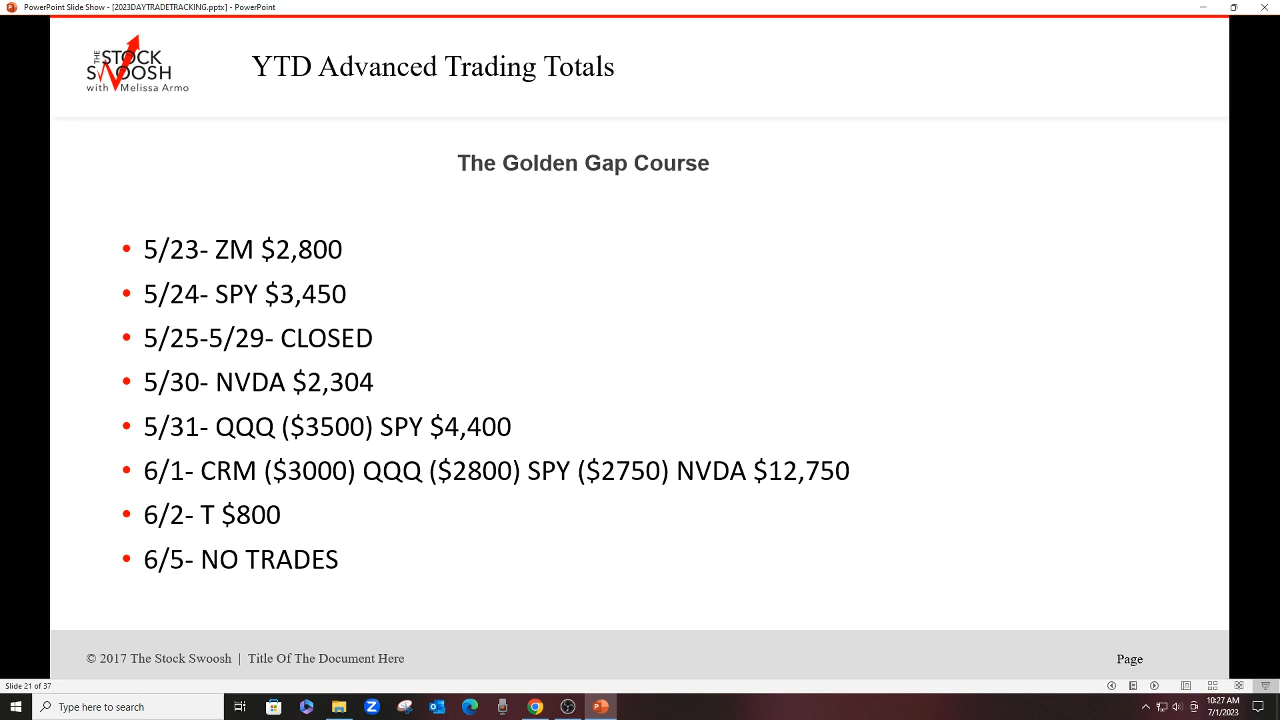 PowerPoint Slide Show - [2023DAYTRADETRACKING.pptx] - PowerPoint
THE STOCK
SWOOSH
with Melissa Armo
YTD Advanced Trading Totals
The Golden Gap Course
• 5/23- ZM $2,800
• 5/24- SPY $3,450
• 5/25-5/29- CLOSED
• 5/30- NVDA $2,304
• 5/31- QQQ ($3500) SPY $4,400
• 6/1- CRM ($3000) QQQ ($2800) SPY ($2750) NVDA $12,750
• 6/2- T $800
• 6/5- NO TRADES
© 2017 The Stock Swoosh | Title Of The Document Here
Page
Slide 21 of 37
Type here to search
10:27 AM
7/1/2023